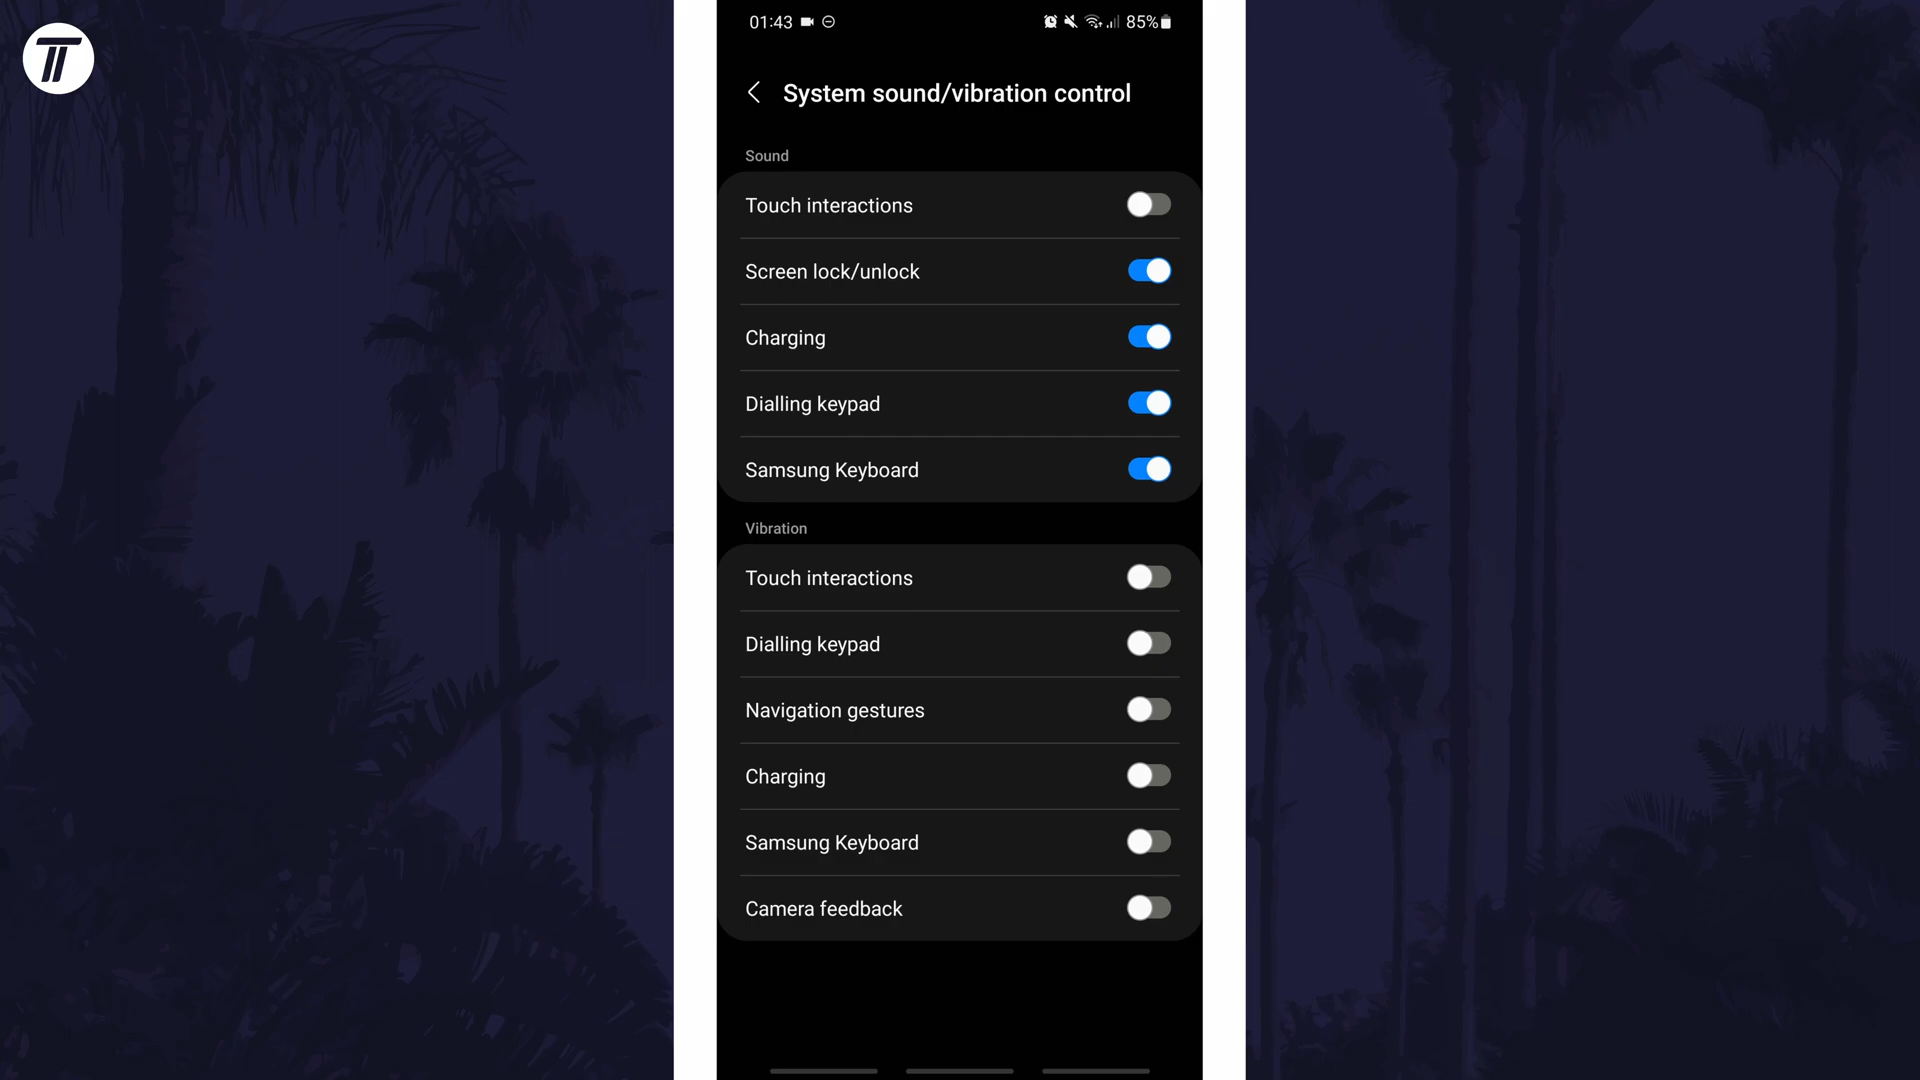 01:43
85%
System sound/vibration control
Sound
Touch interactions
Screen lock/unlock
Charging
Dialling keypad
Samsung Keyboard
Vibration
Touch interactions
Dialling keypad
Navigation gestures
Charging
Samsung Keyboard
Camera feedback